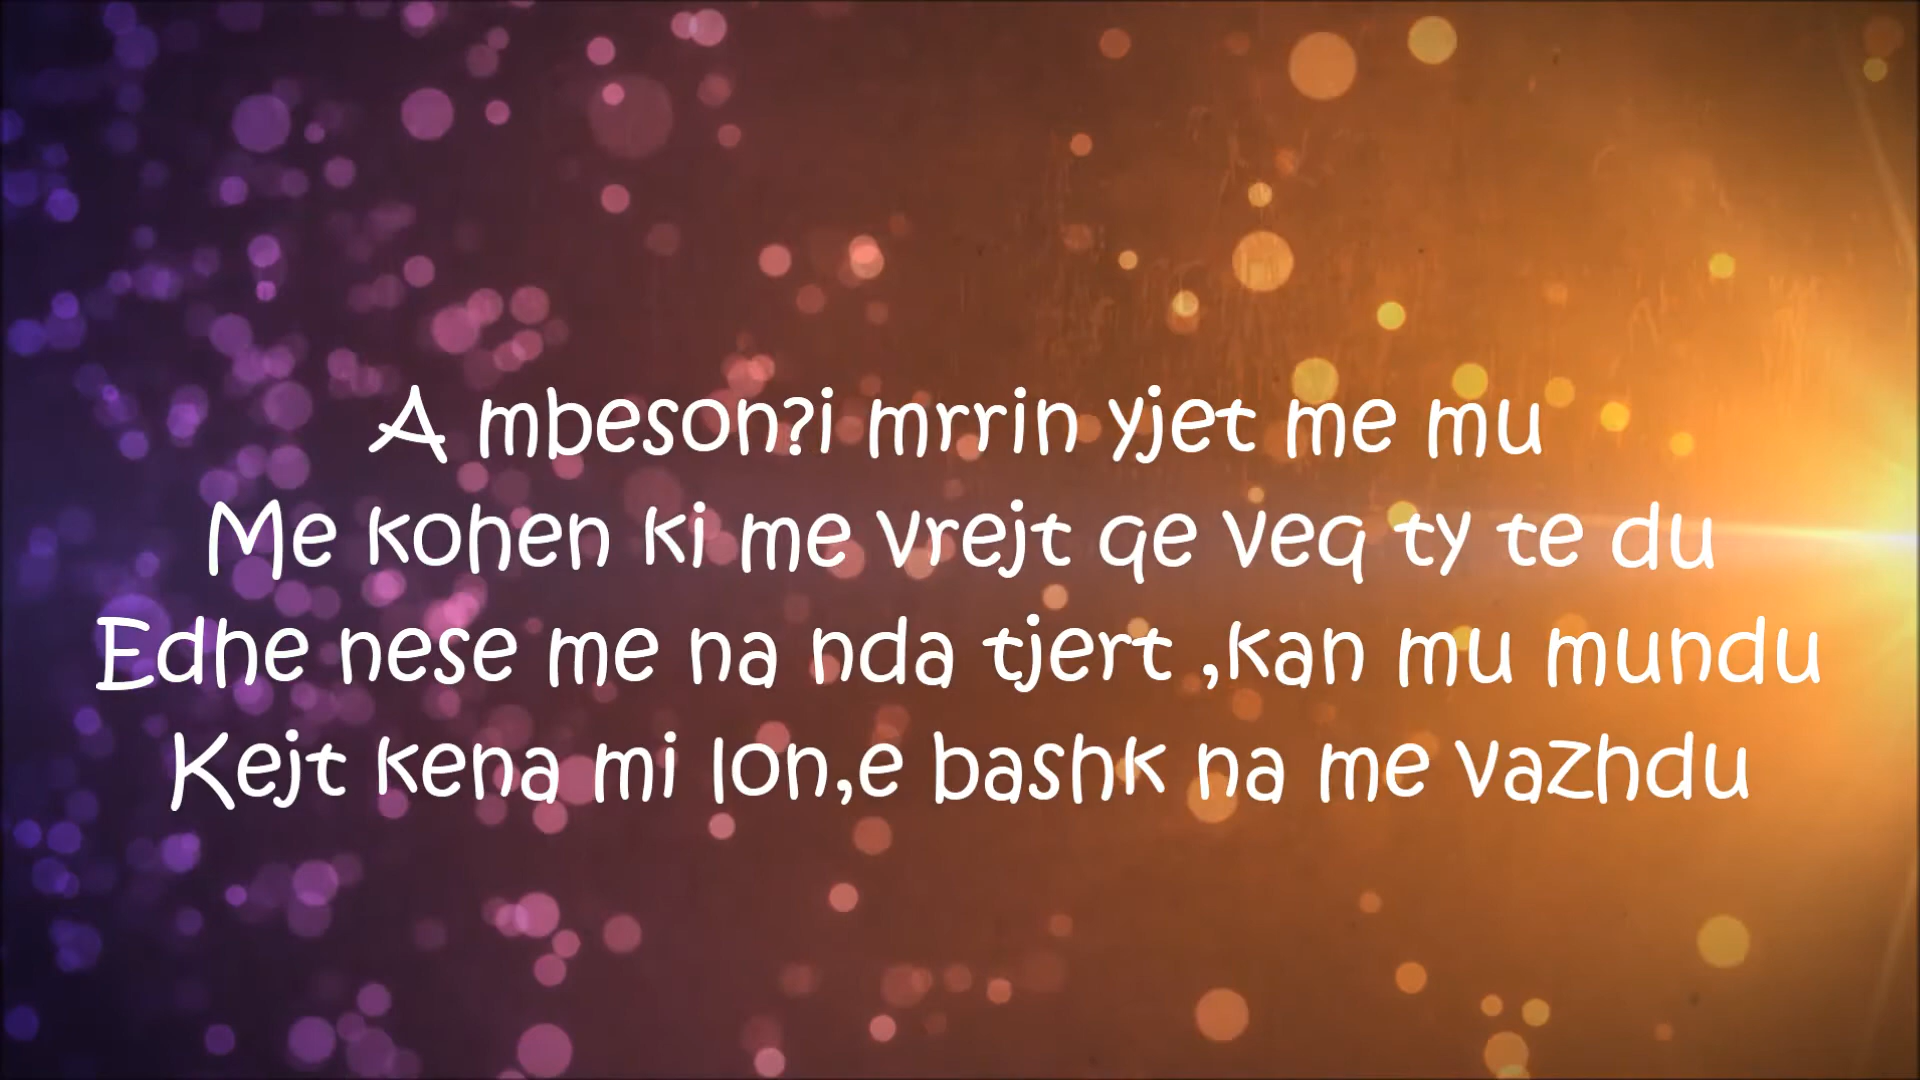 A mbeson?i mrrin yjet me mu
Me kohen ki me vrejt qe veq ty te du
Edhe nese me na nda tjert ,kan mu mundu
Kejt kena mi lon,e bashk na me vazhdu